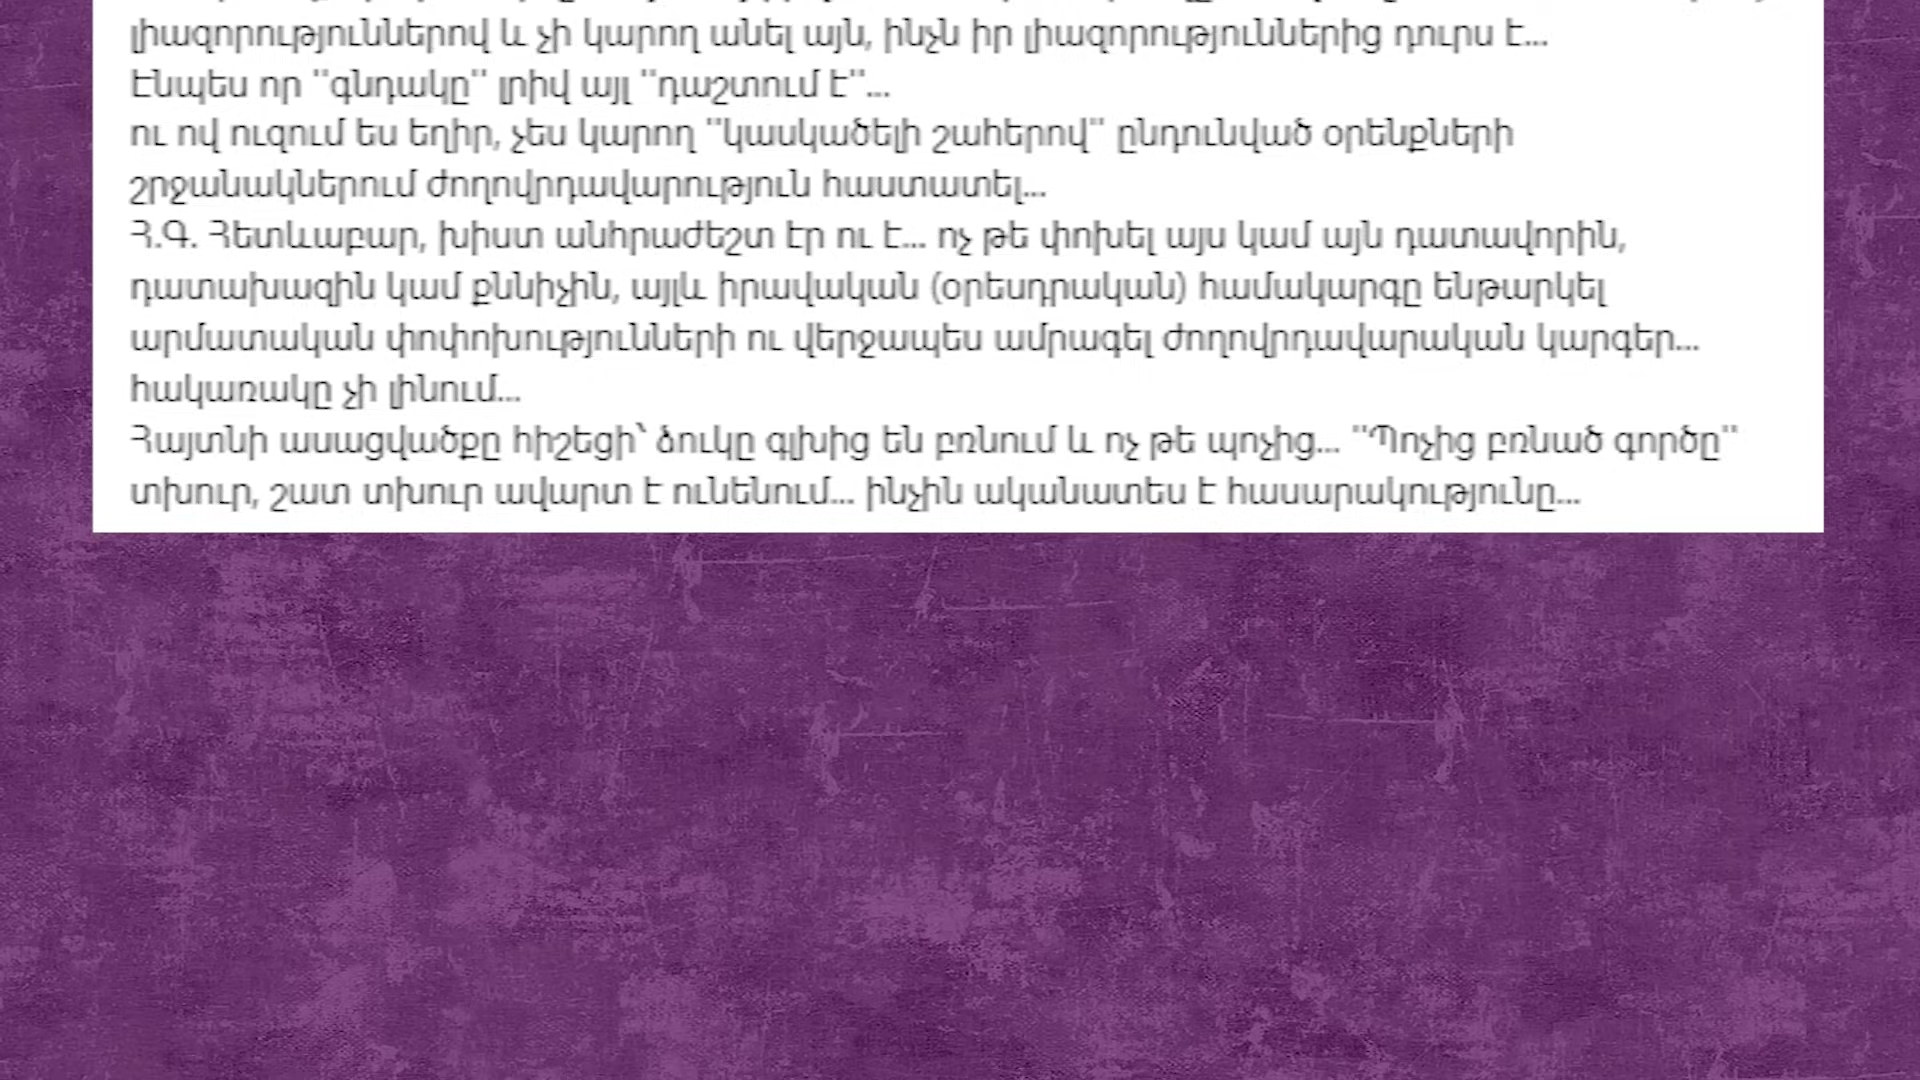 լիազորություններով և չի կարող անել այն, ինչն իր լիազորություններից դուրս է...
Էնպես որ ''գնդակը'' լրիվ այլ ''դաշտում է''...
ու ով ուզում ես եղիր, չես կարող ''կասկածելի շահերով'' ընդունված օրենքների
շրջանակներում ժողովրդավարություն հաստատել...
Հ.Գ. Հետևաբար, խիստ անհրաժեշտ էր ու է... ոչ թե փոխել այս կամ այն դատավորին,
դատախազին կամ քննիչին, այլև իրավական (օրեսդրական) համակարգը ենթարկել
արմատական փոփոխությունների ու վերջապես ամրագել ժողովրդավարական կարգեր...
հակառակը չի լինում...
Հայտնի ասացվածքը հիշեցի՝ ձուկը գլխից են բռնում և ոչ թե պոչից... ''Պոչից բռնած գործը''
տխուր, շատ տխուր ավարտ է ունենում... ինչին ականատես է հասարակությունը...